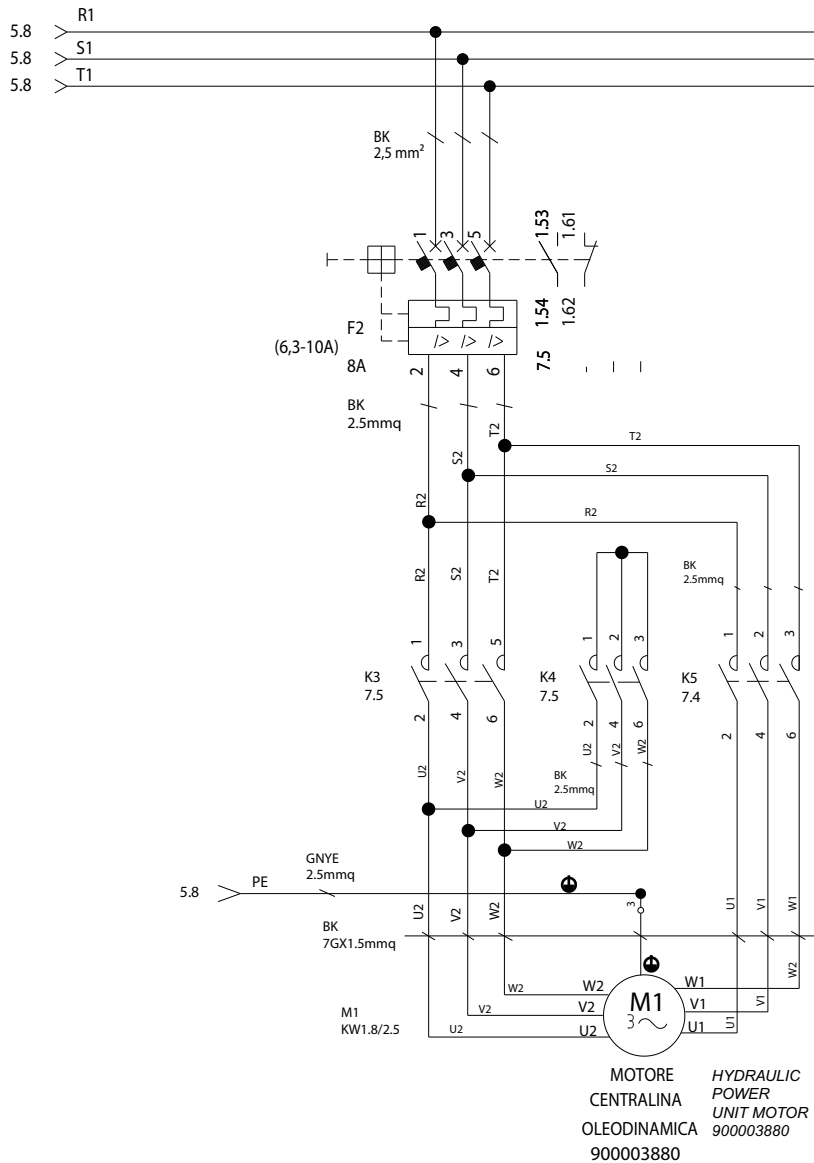 R1
5.8
S1
5.8
T1
5.8
BK
2,5 mm²
1 3 5 1.53 1.61
F2
(6,3-10A)
8A
2 4 6 1.54 1.62
7.5
BK
2.5mmq
T2 T2
S2 S2
R2 R2
R2 S2 T2
BK
2.5mmq
1 3 5 1 2 3 1 2 3
K3
7.5
K4
7.5
K5
7.4
2 4 6 2 4 6 2 4 6
U2 V2 W2 U2 V2 W2
BK
2.5mmq
U2
V2
W2
GNYE
2.5mmq
5.8 PE
3
U2 V2 W2 U1 V1 W1
BK
7GX1.5mmq
W2
W2 W2 W1
M1
3
V2 V2 V1 V1
M1
KW1.8/2.5
U2 U2 U1 U1
MOTORE
CENTRALINA
OLEODINAMICA
900003880
HYDRAULIC
POWER
UNIT MOTOR
900003880